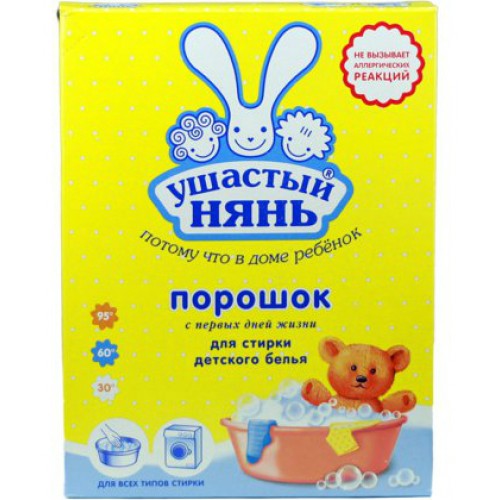 НЕ ВЫЗЫВАЕТ
АЛЛЕРГИЧЕСКИХ
РЕАКЦИЙ
УШАСТЫЙ®
НЯНЬ
потому что в доме ребёнок
порошок
с первых дней жизни
для стирки
детского белья
95°
60°
30°
ДЛЯ ВСЕХ ТИПОВ СТИРКИ